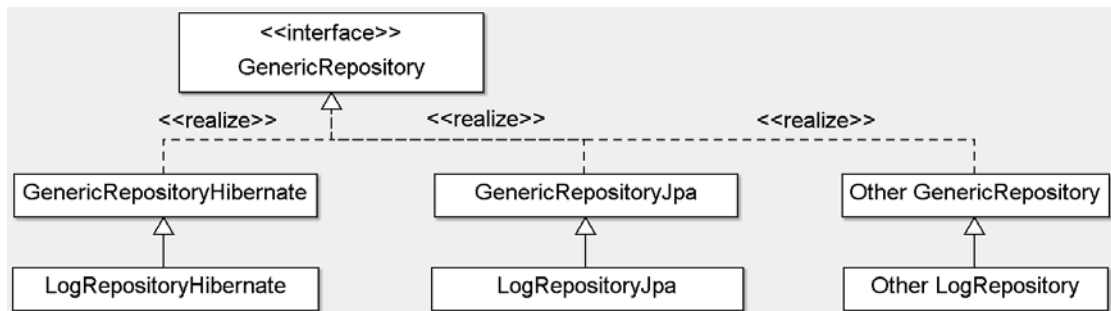 <<interface>>
GenericRepository
<<realize>>
<<realize>>
<<realize>>
GenericRepositoryHibernate
GenericRepositoryJpa
Other GenericRepository
LogRepositoryHibernate
LogRepositoryJpa
Other LogRepository